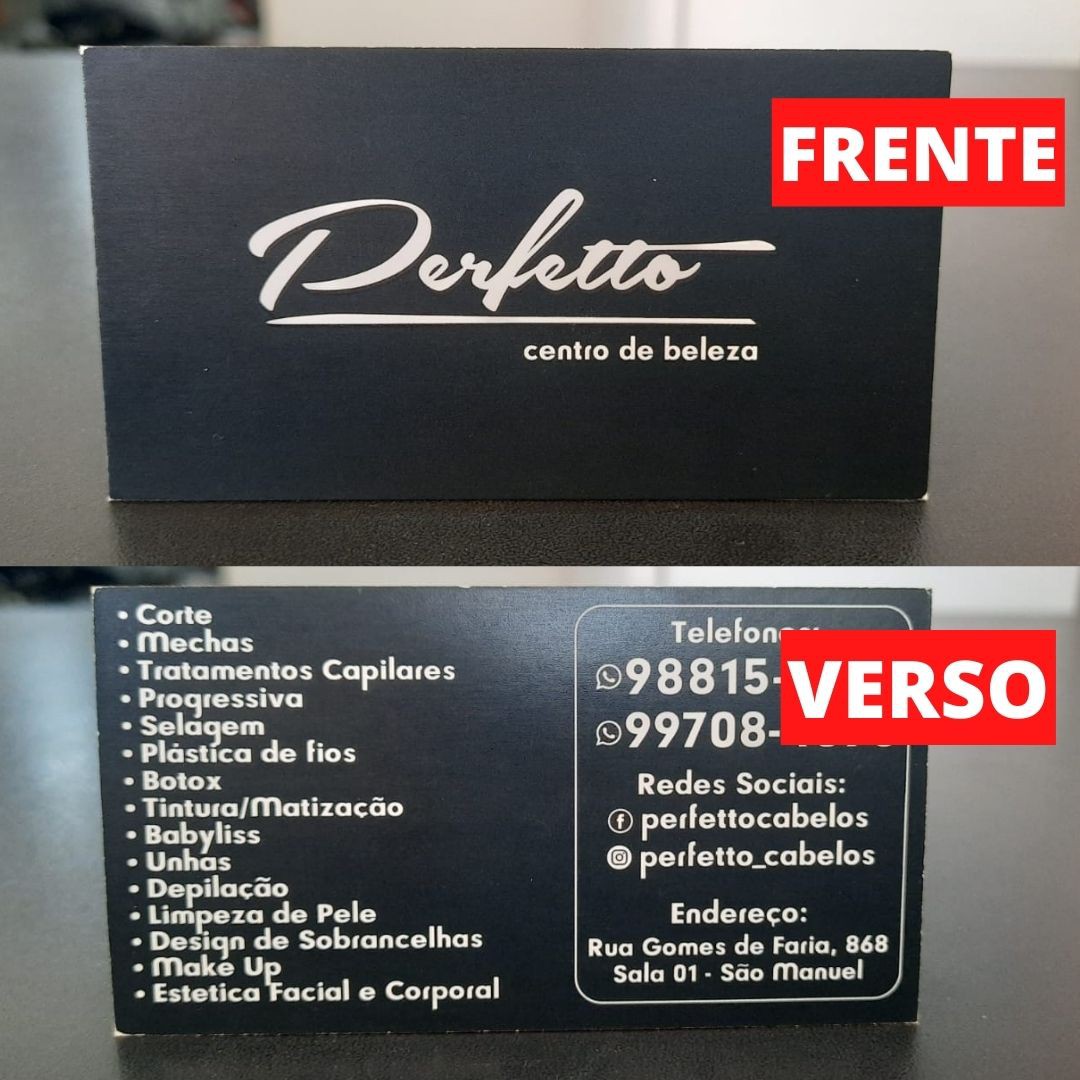 FRENTE
Perfetto
centro de beleza
• Corte
• Mechas
• Tratamentos Capilares
• Progressiva
• Selagem
• Plástica de fios
• Botox
• Tintura/Matização
• Babyliss
• Unhas
• Depilação
• Limpeza de Pele
• Design de Sobrancelhas
• Make Up
• Estetica Facial e Corporal
VERSO
98815-
99708-
Redes Sociais:
perfettocabelos
perfetto_cabelos
Endereço:
Rua Gomes de Faria, 868
Sala 01 - São Manuel